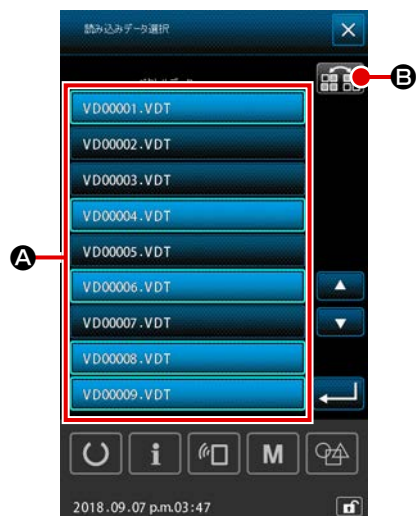 読み込みデータ選択
B
VD00001.VDT
VD00002.VDT
VD00003.VDT
VD00004.VDT
A
VD00005.VDT
VD00006.VDT
VD00007.VDT
VD00008.VDT
VD00009.VDT
i
M
2018.09.07 p.m.03:47